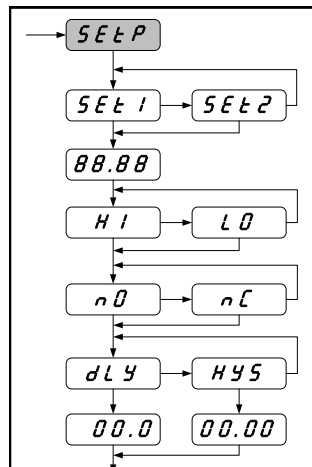 SEtP
SEt1 SEt2
88.88
HI LO
nO nC
dLY HYS
00.0 00.00